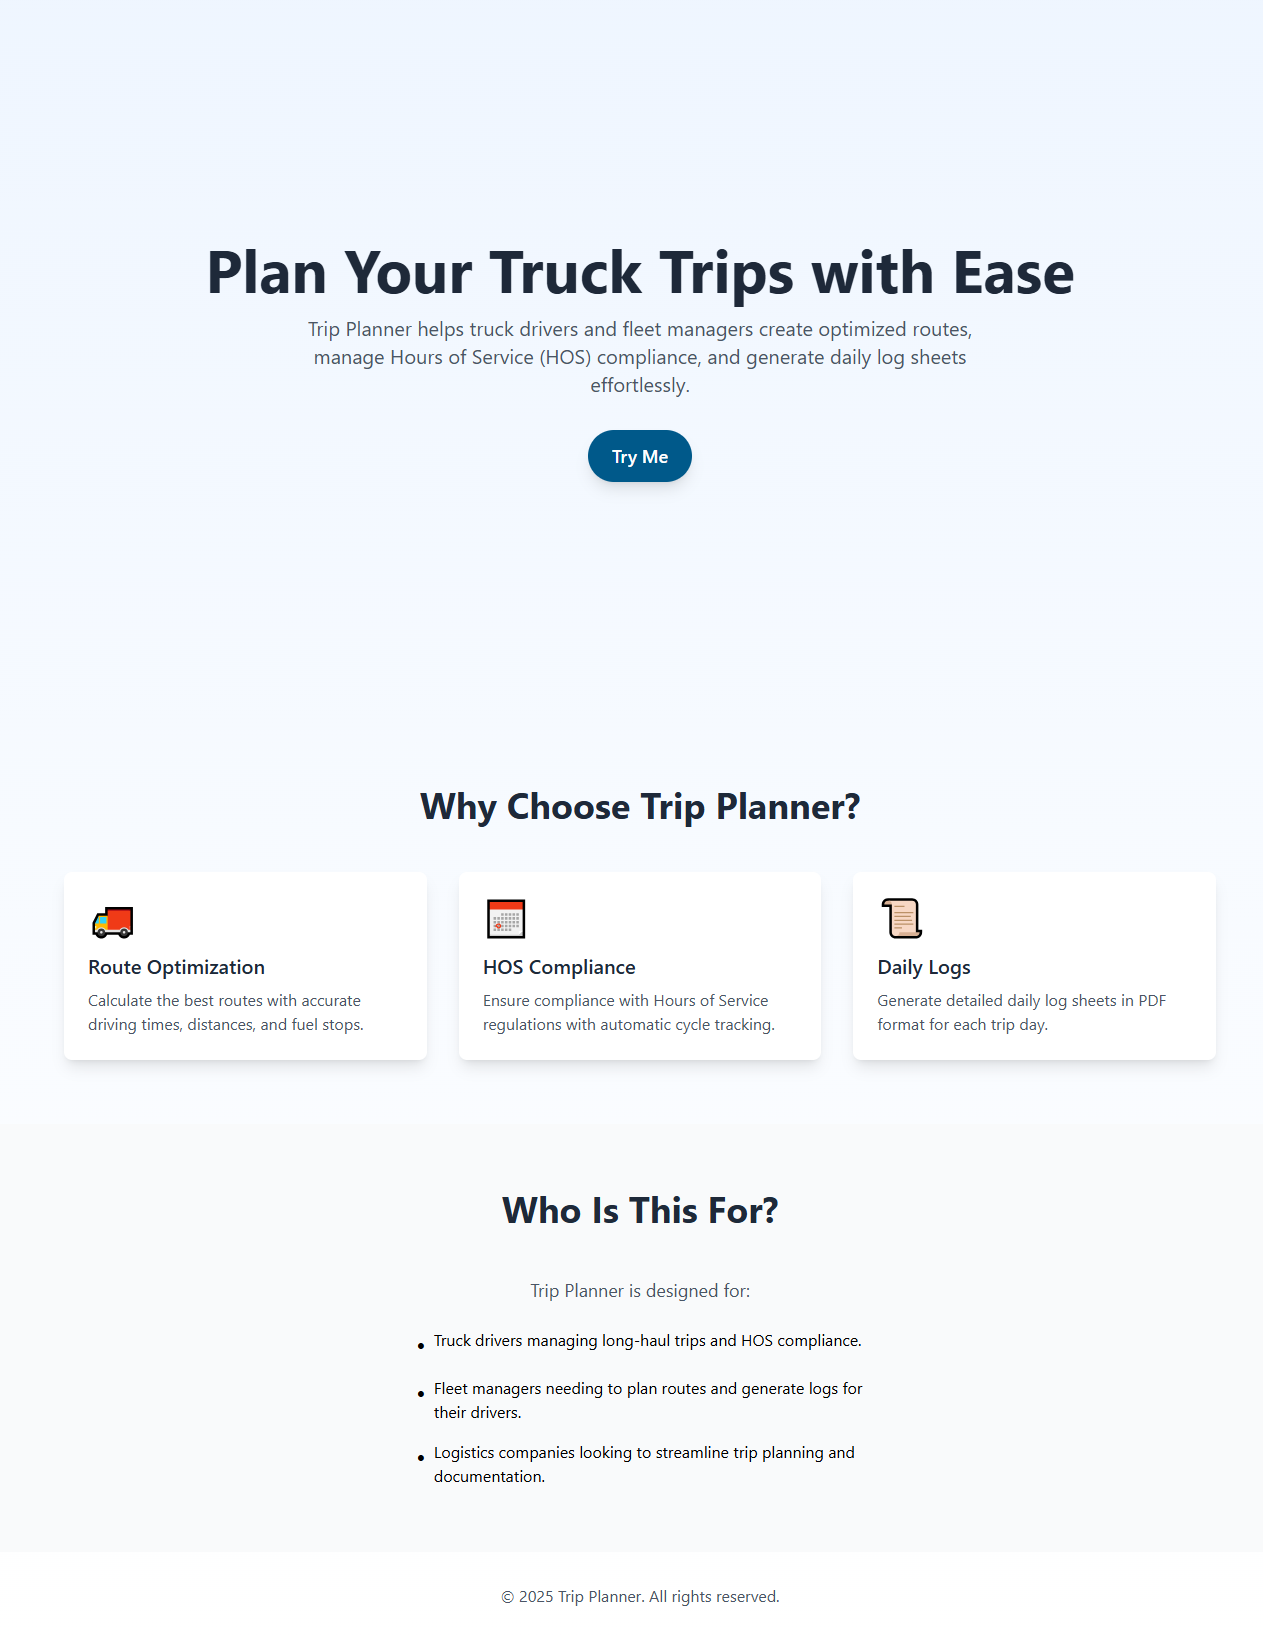 Plan Your Truck Trips with Ease
Trip Planner helps truck drivers and fleet managers create optimized routes,
manage Hours of Service (HOS) compliance, and generate daily log sheets
effortlessly.
Try Me
Why Choose Trip Planner?
Route Optimization
Calculate the best routes with accurate
driving times, distances, and fuel stops.
HOS Compliance
Ensure compliance with Hours of Service
regulations with automatic cycle tracking.
Daily Logs
Generate detailed daily log sheets in PDF
format for each trip day.
Who Is This For?
Trip Planner is designed for:
• Truck drivers managing long-haul trips and HOS compliance.
• Fleet managers needing to plan routes and generate logs for
their drivers.
• Logistics companies looking to streamline trip planning and
documentation.
© 2025 Trip Planner. All rights reserved.